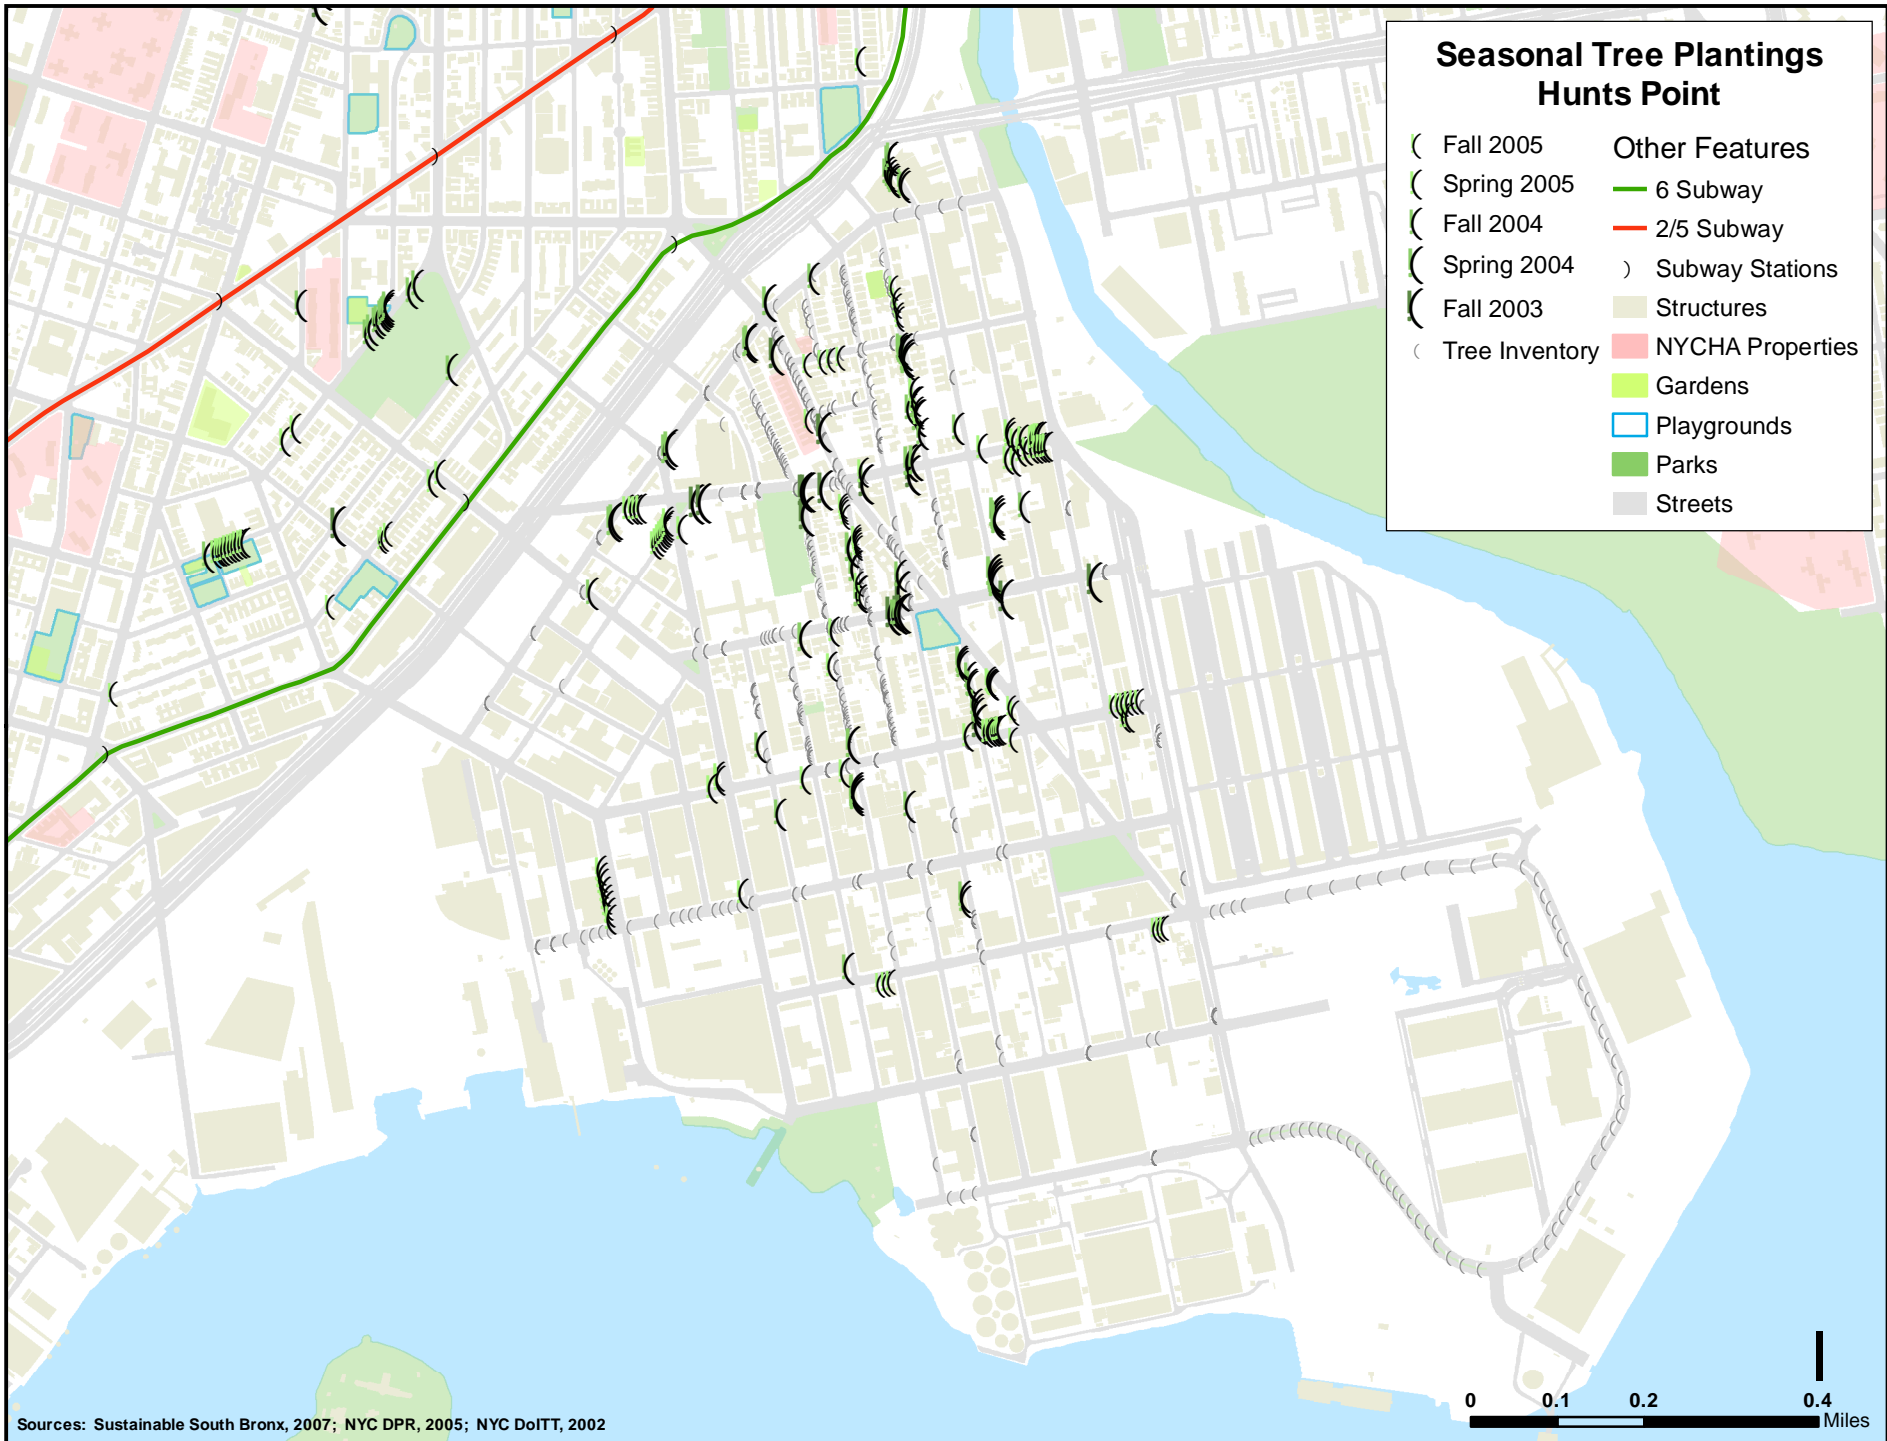 Seasonal Tree Plantings
Hunts Point
Fall 2005
Spring 2005
Fall 2004
Spring 2004
Fall 2003
Tree Inventory
Other Features
6 Subway
2/5 Subway
Subway Stations
Structures
NYCHA Properties
Gardens
Playgrounds
Parks
Streets
0 0.1 0.2 0.4
Miles
Sources: Sustainable South Bronx, 2007; NYC DPR, 2005; NYC DoITT, 2002